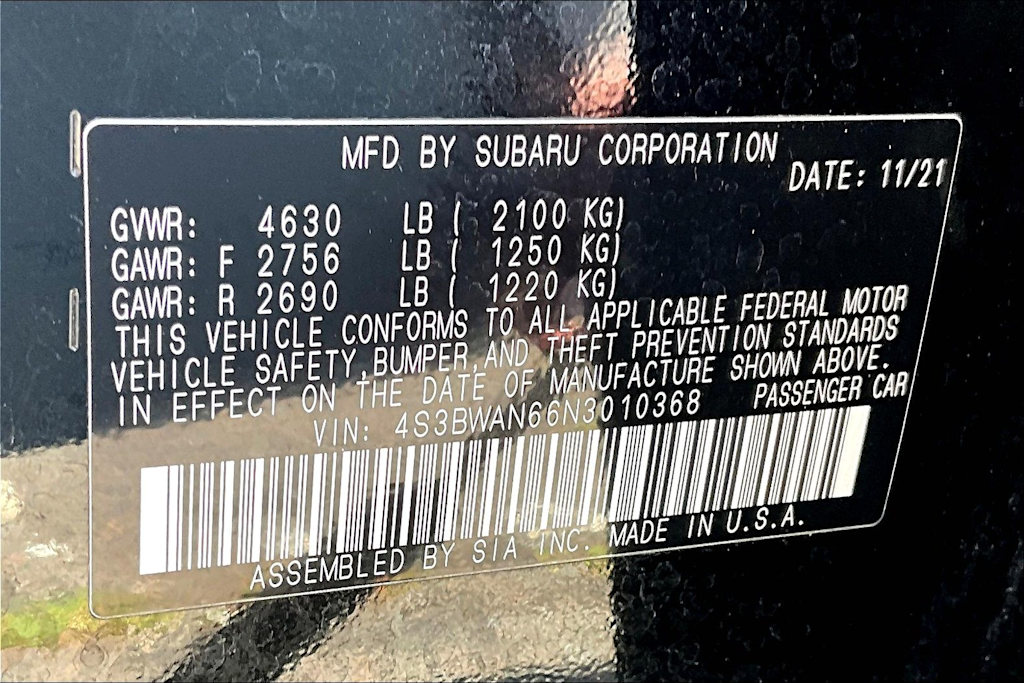 MFD BY SUBARU CORPORATION
DATE: 11/21
GVWR: 4630 LB ( 2100 KG)
GAWR: F 2756 LB ( 1250 KG)
GAWR: R 2690 LB ( 1220 KG)
THIS VEHICLE CONFORMS TO ALL APPLICABLE FEDERAL MOTOR
VEHICLE SAFETY, BUMPER, AND THEFT PREVENTION STANDARDS
IN EFFECT ON THE DATE OF MANUFACTURE SHOWN ABOVE.
VIN: 4S3BWAN66N3010368 PASSENGER CAR
ASSEMBLED BY SIA INC. MADE IN U.S.A.